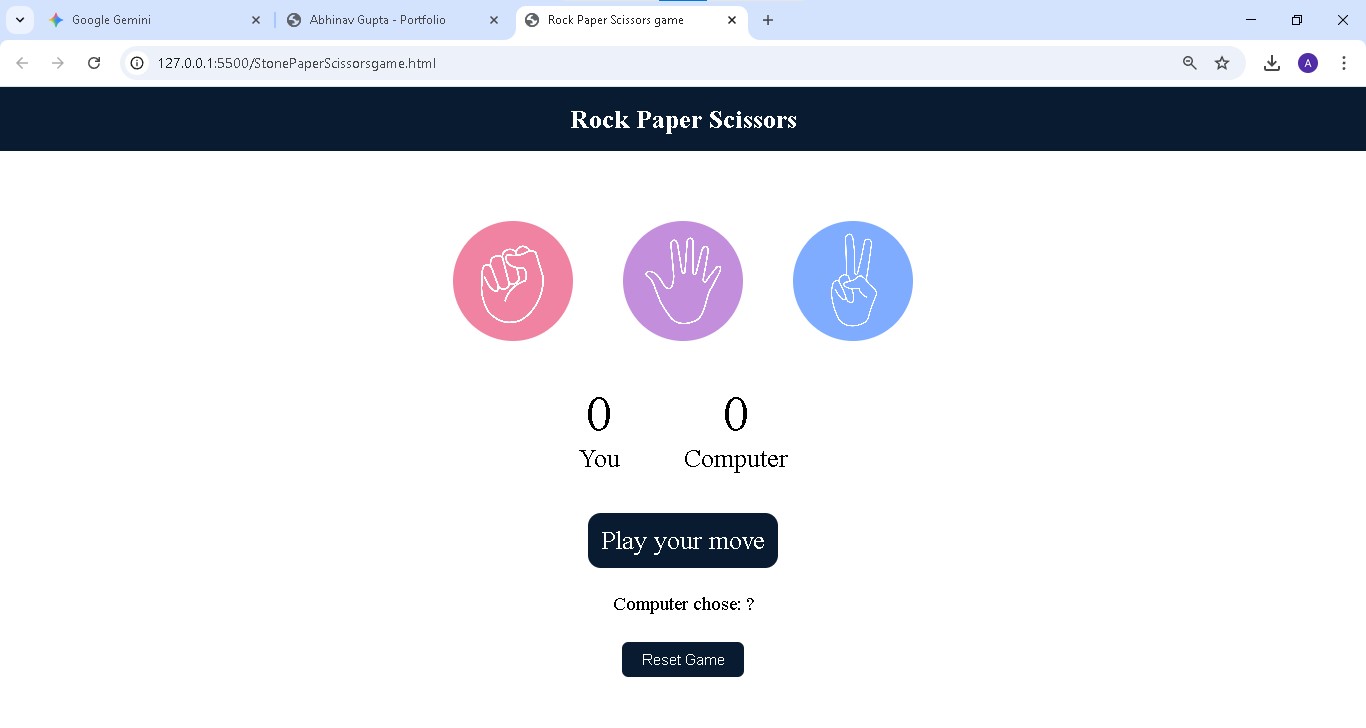 Google Gemini
Abhinav Gupta - Portfolio
Rock Paper Scissors game
127.0.0.1:5500/StonePaperScissorsgame.html
A
Rock Paper Scissors
0 0
You Computer
Play your move
Computer chose: ?
Reset Game